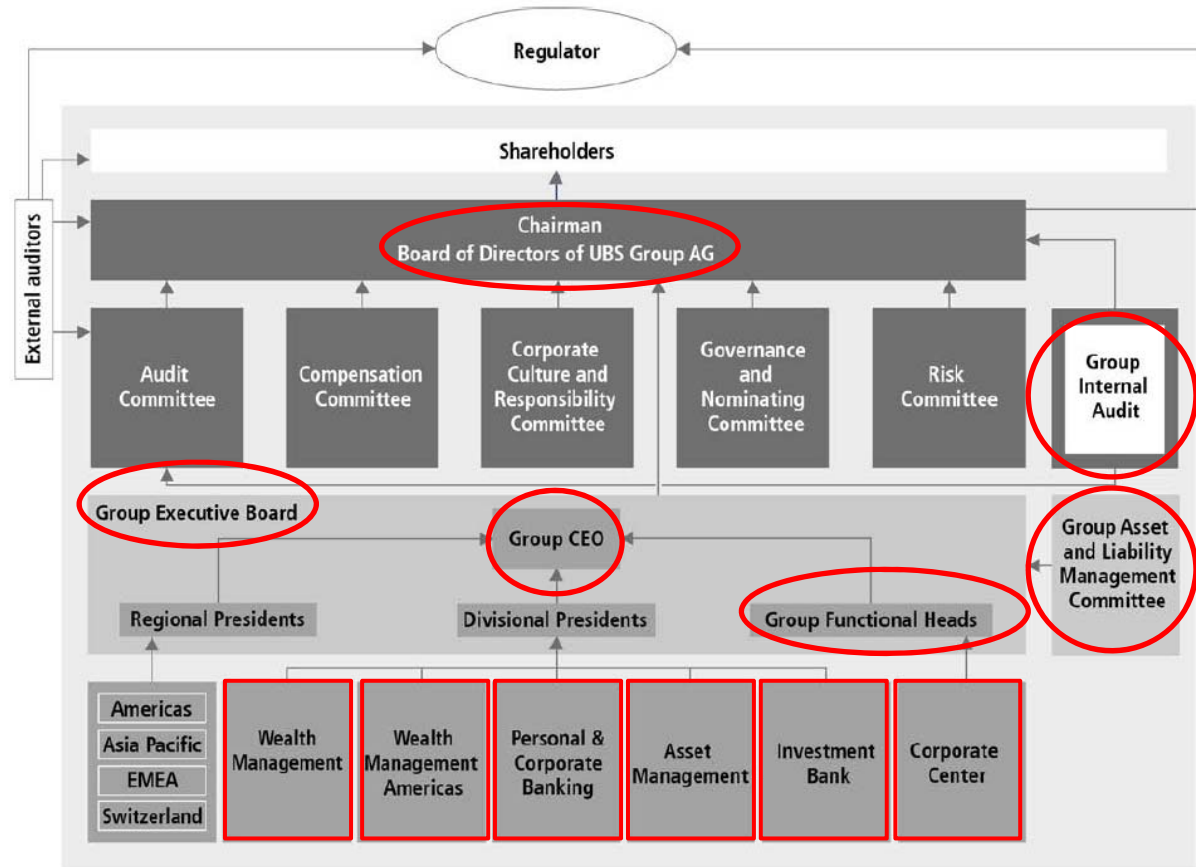 Regulator
Shareholders
External auditors
Chairman
Board of Directors of UBS Group AG
Audit
Committee
Compensation
Committee
Corporate
Culture and
Responsibility
Committee
Governance
and
Nominating
Committee
Risk
Committee
Group
Internal
Audit
Group Executive Board
Group CEO
Group Asset
and Liability
Management
Committee
Regional Presidents
Divisional Presidents
Group Functional Heads
Americas
Asia Pacific
EMEA
Switzerland
Wealth
Management
Wealth
Management
Americas
Personal &
Corporate
Banking
Asset
Management
Investment
Bank
Corporate
Center